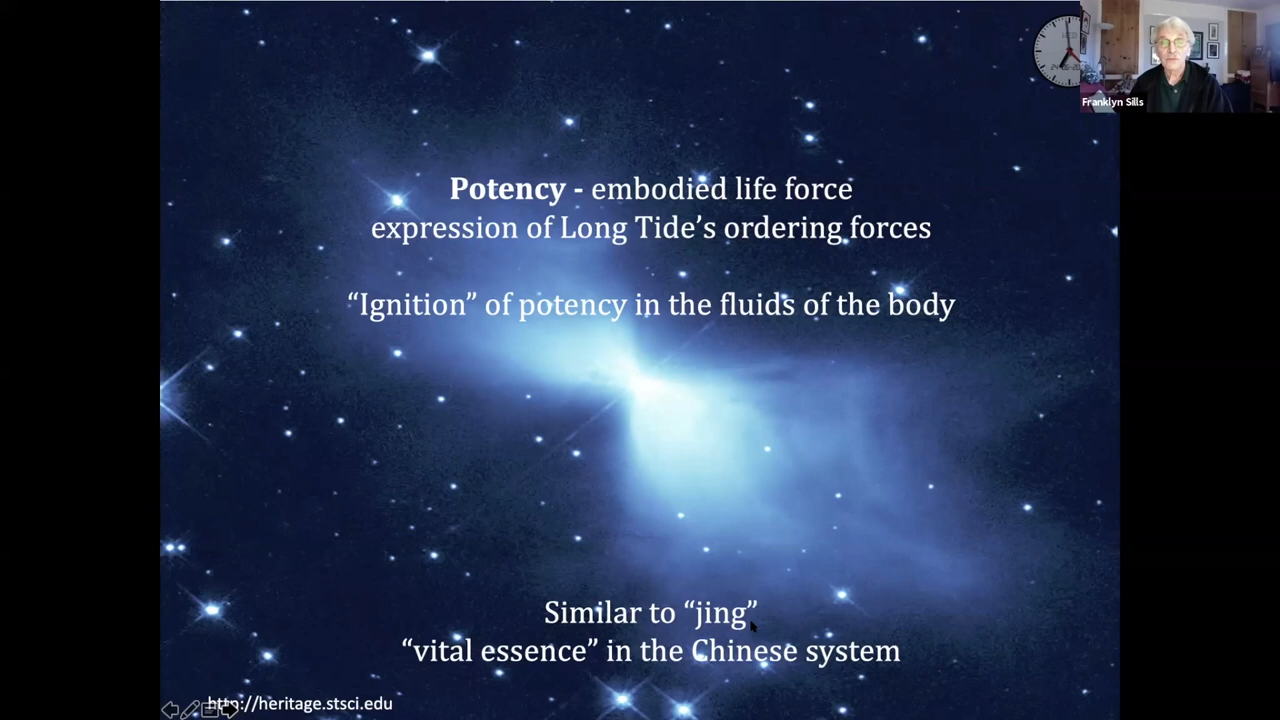 Franklyn Sills
Potency - embodied life force
expression of Long Tide’s ordering forces
“Ignition” of potency in the fluids of the body
Similar to “jing”
“vital essence” in the Chinese system
http://heritage.stsci.edu